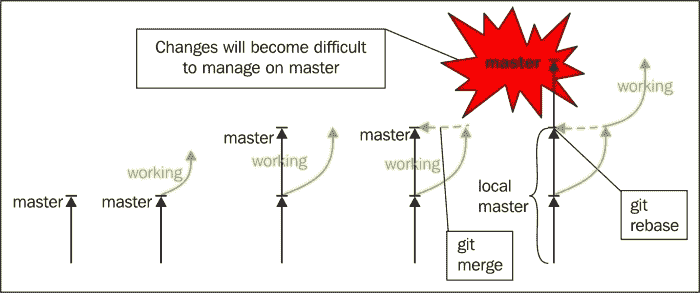 Changes will become difficult
to manage on master
master
working
master
master
working
working
working
master
master
local
master
git
merge
git
rebase